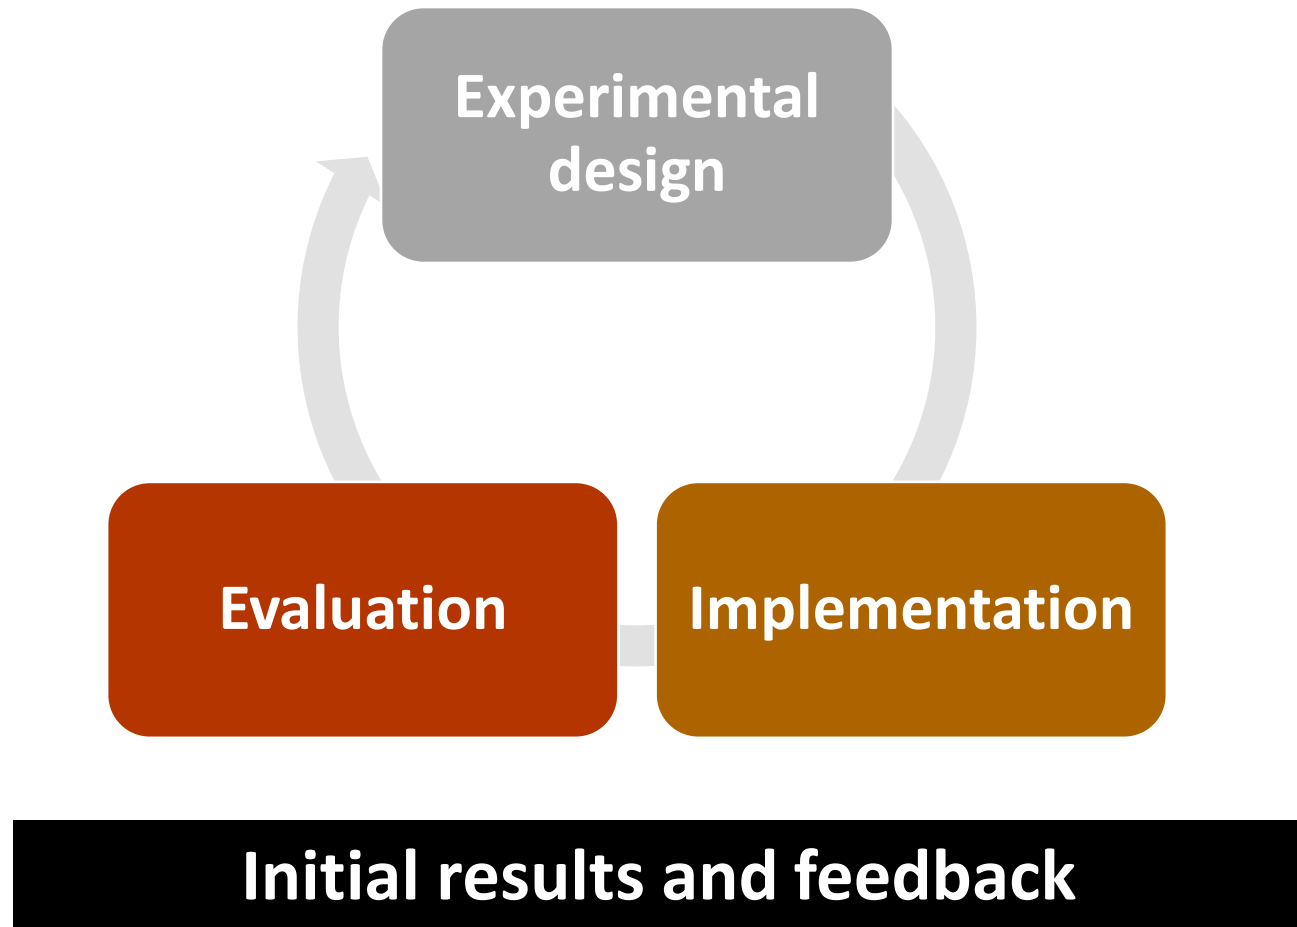 Experimental
design
Evaluation
Implementation
Initial results and feedback